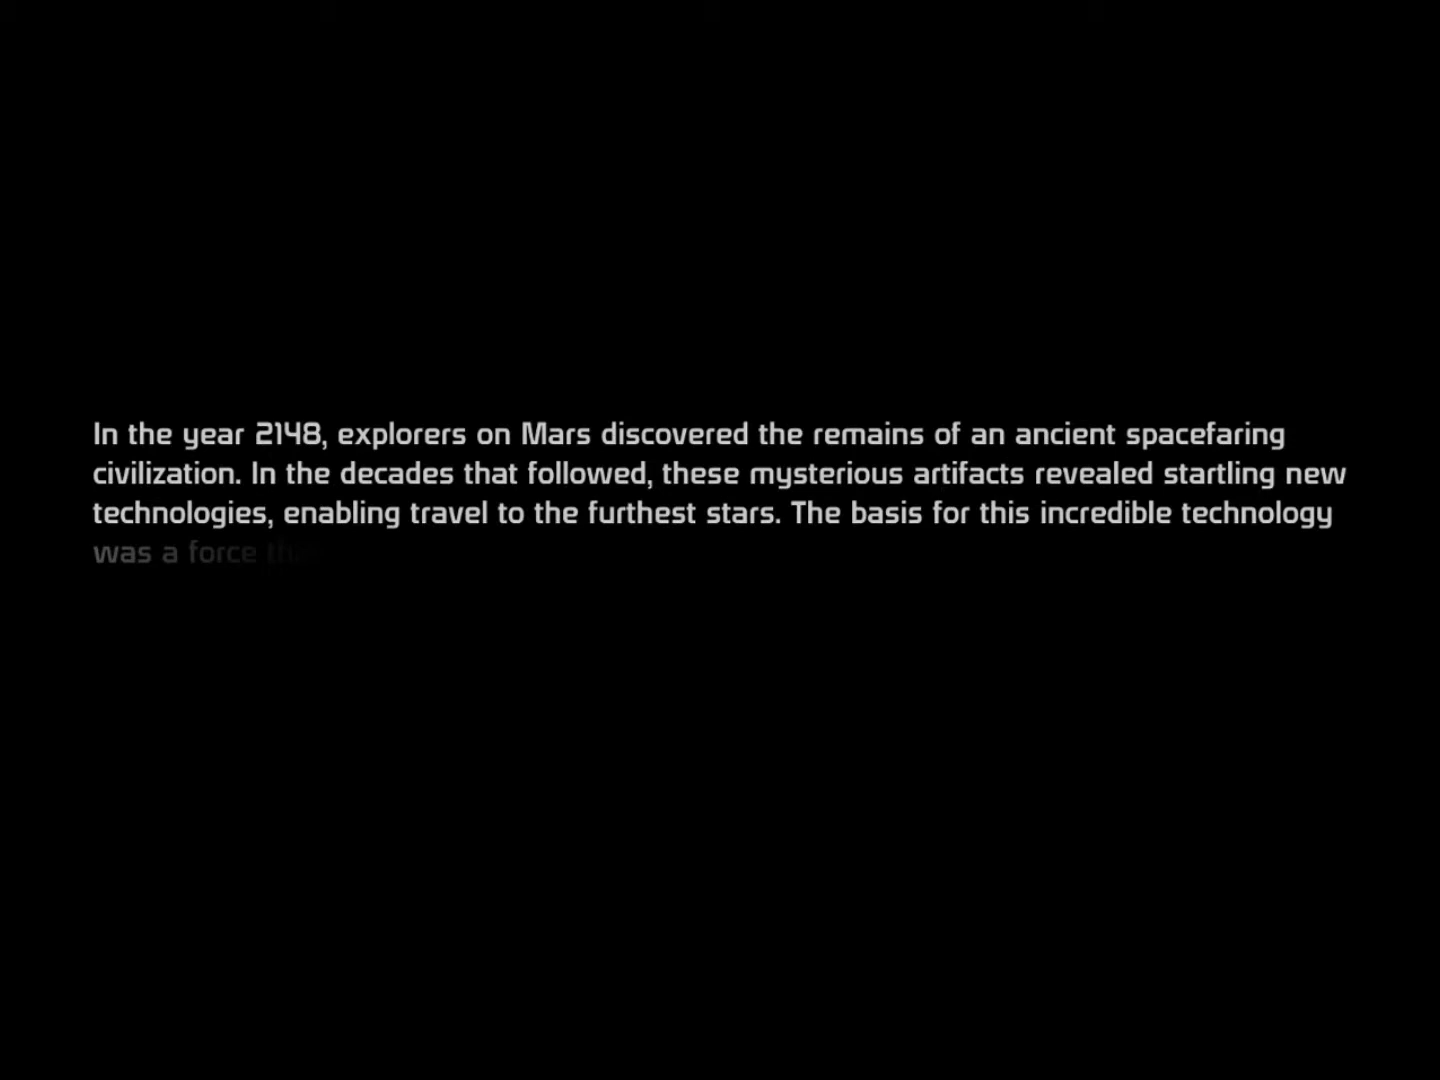 In the year 2148, explorers on Mars discovered the remains of an ancient spacefaring
civilization. In the decades that followed, these mysterious artifacts revealed startling new
technologies, enabling travel to the furthest stars. The basis for this incredible technology
was a force